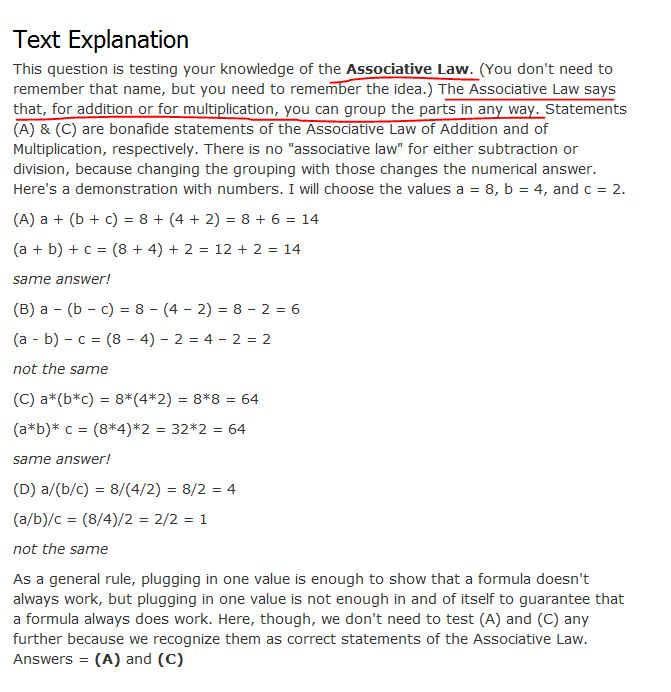 Text Explanation
This question is testing your knowledge of the Associative Law. (You don't need to
remember that name, but you need to remember the idea.) The Associative Law says
that, for addition or for multiplication, you can group the parts in any way. Statements
(A) & (C) are bonafide statements of the Associative Law of Addition and of
Multiplication, respectively. There is no "associative law" for either subtraction or
division, because changing the grouping with those changes the numerical answer.
Here's a demonstration with numbers. I will choose the values a = 8, b = 4, and c = 2.
(A) a + (b + c) = 8 + (4 + 2) = 8 + 6 = 14
(a + b) + c = (8 + 4) + 2 = 12 + 2 = 14
same answer!
(B) a − (b − c) = 8 − (4 − 2) = 8 − 2 = 6
(a - b) − c = (8 − 4) − 2 = 4 − 2 = 2
not the same
(C) a*(b*c) = 8*(4*2) = 8*8 = 64
(a*b)* c = (8*4)*2 = 32*2 = 64
same answer!
(D) a/(b/c) = 8/(4/2) = 8/2 = 4
(a/b)/c = (8/4)/2 = 2/2 = 1
not the same
As a general rule, plugging in one value is enough to show that a formula doesn't
always work, but plugging in one value is not enough in and of itself to guarantee that
a formula always does work. Here, though, we don't need to test (A) and (C) any
further because we recognize them as correct statements of the Associative Law.
Answers = (A) and (C)